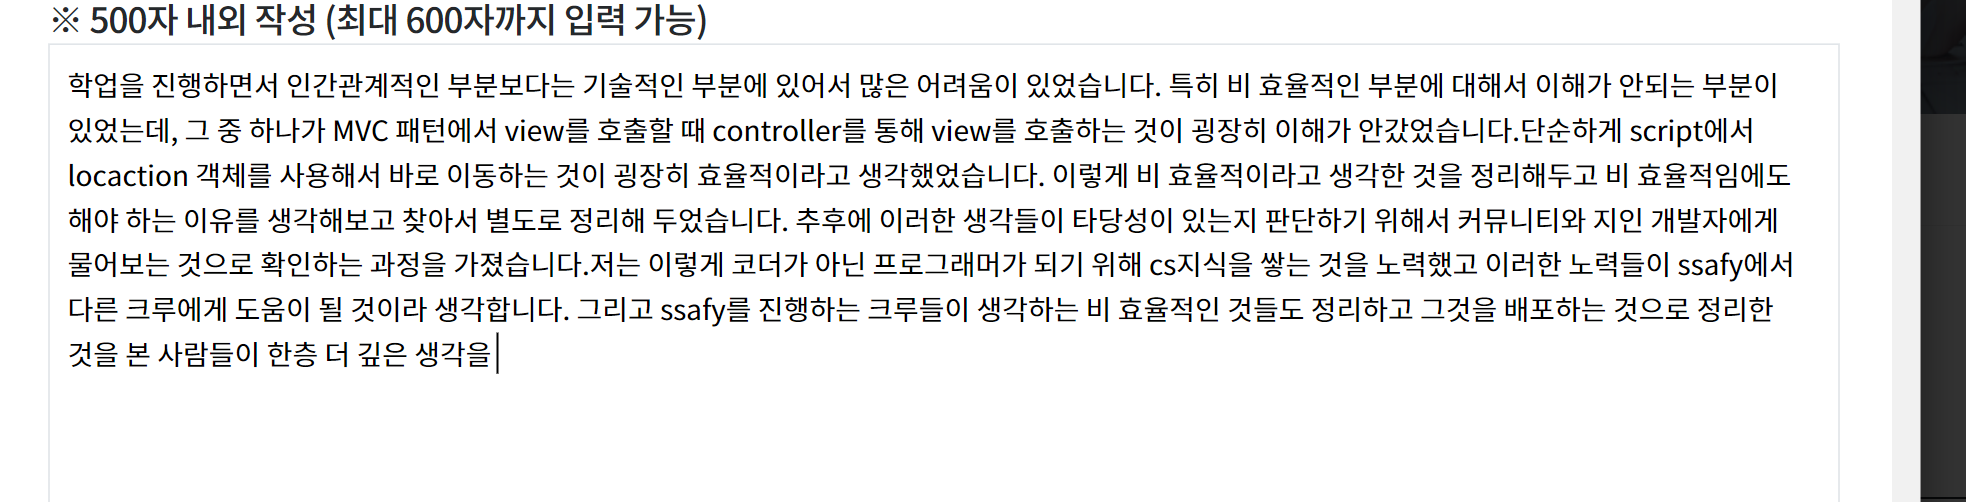 ※ 500자 내외 작성 (최대 600자까지 입력 가능)
학업을 진행하면서 인간관계적인 부분보다는 기술적인 부분에 있어서 많은 어려움이 있었습니다. 특히 비 효율적인 부분에 대해서 이해가 안되는 부분이
있었는데, 그 중 하나가 MVC 패턴에서 view를 호출할 때 controller를 통해 view를 호출하는 것이 굉장히 이해가 안갔었습니다.단순하게 script에서
locaction 객체를 사용해서 바로 이동하는 것이 굉장히 효율적이라고 생각했었습니다. 이렇게 비 효율적이라고 생각한 것을 정리해두고 비 효율적임에도
해야 하는 이유를 생각해보고 찾아서 별도로 정리해 두었습니다. 추후에 이러한 생각들이 타당성이 있는지 판단하기 위해서 커뮤니티와 지인 개발자에게
물어보는 것으로 확인하는 과정을 가졌습니다.저는 이렇게 코더가 아닌 프로그래머가 되기 위해 cs지식을 쌓는 것을 노력했고 이러한 노력들이 ssafy에서
다른 크루에게 도움이 될 것이라 생각합니다. 그리고 ssafy를 진행하는 크루들이 생각하는 비 효율적인 것들도 정리하고 그것을 배포하는 것으로 정리한
것을 본 사람들이 한층 더 깊은 생각을